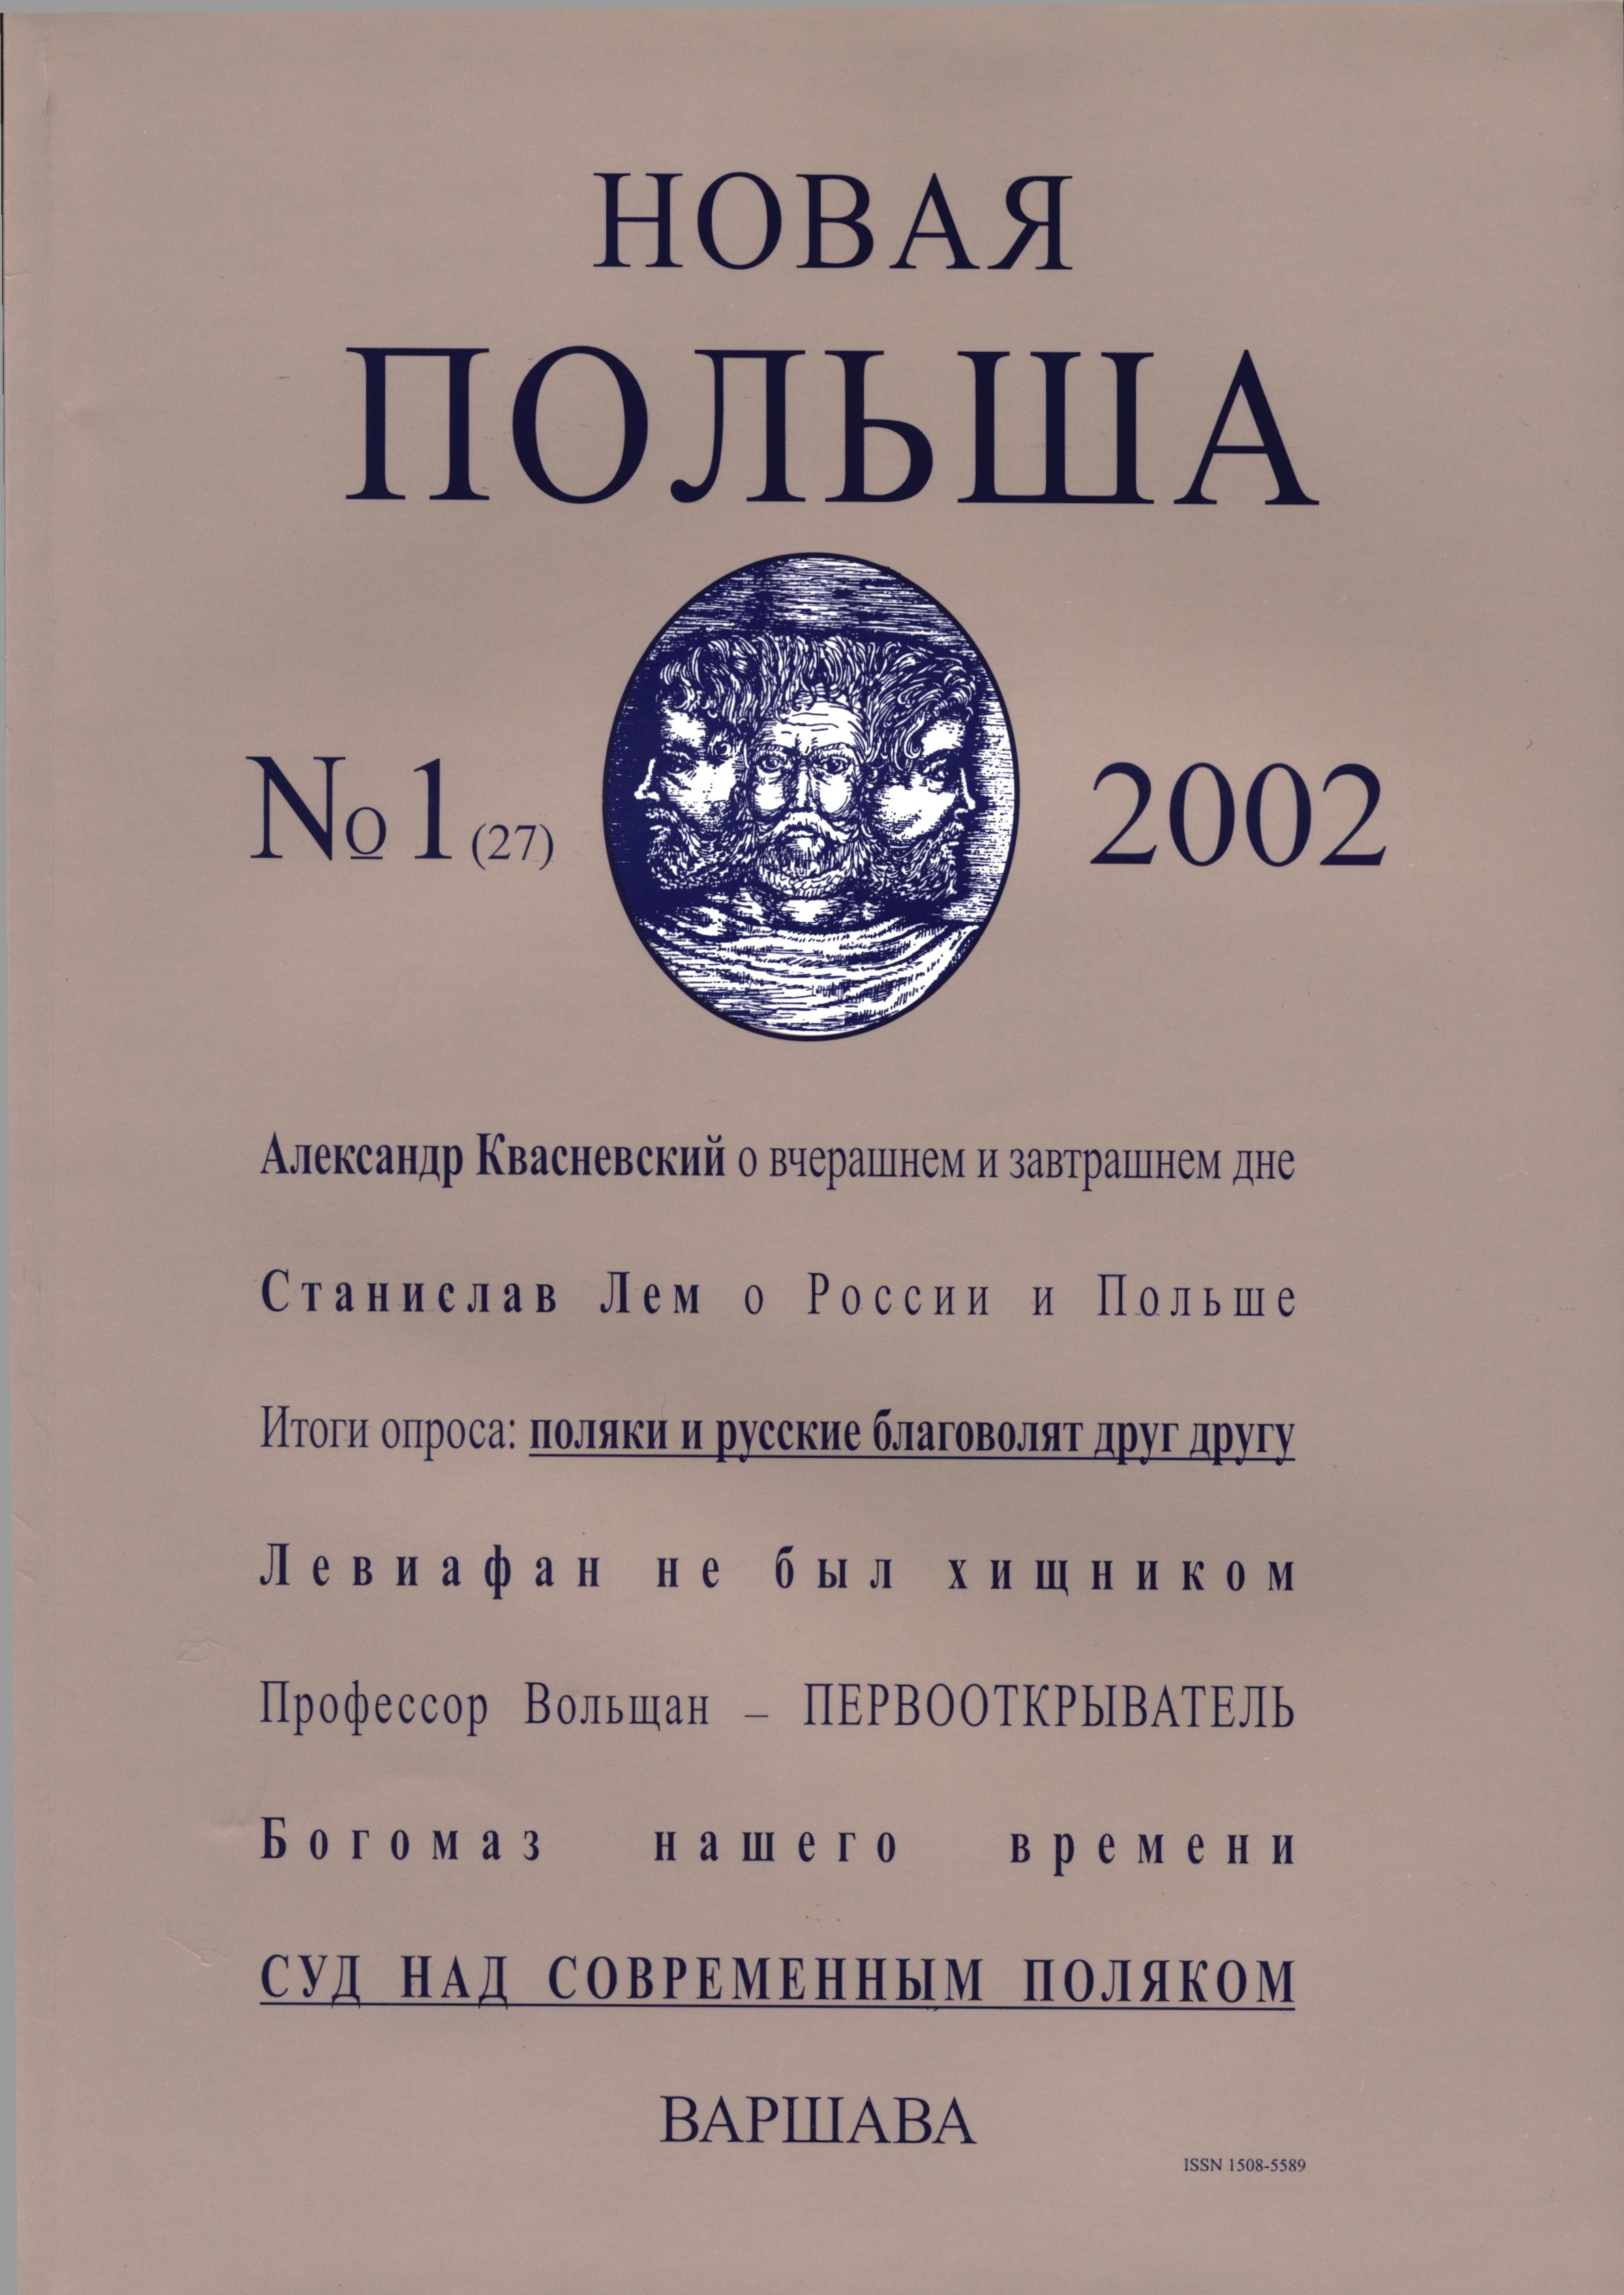 НОВАЯ
ПОЛЬША
№ 1 (27) 2002
Александр Квасневский о вчерашнем и завтрашнем дне
Станислав Лем о России и Польше
Итоги опроса: поляки и русские благоволят друг другу
Левиафан не был хищником
Профессор Вольщан – ПЕРВООТКРЫВАТЕЛЬ
Богомаз нашего времени
СУД НАД СОВРЕМЕННЫМ ПОЛЯКОМ
ВАРШАВА
ISSN 1508-5589